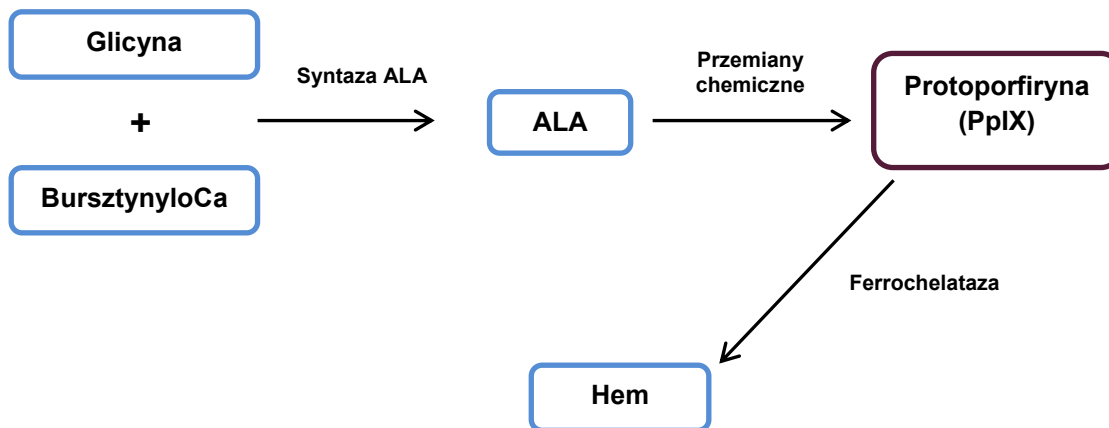 Glicyna
+
BursztynyloCa
Syntaza ALA
ALA
Przemiany
chemiczne
Protoporfiryna
(PpIX)
Ferrochelataza
Hem